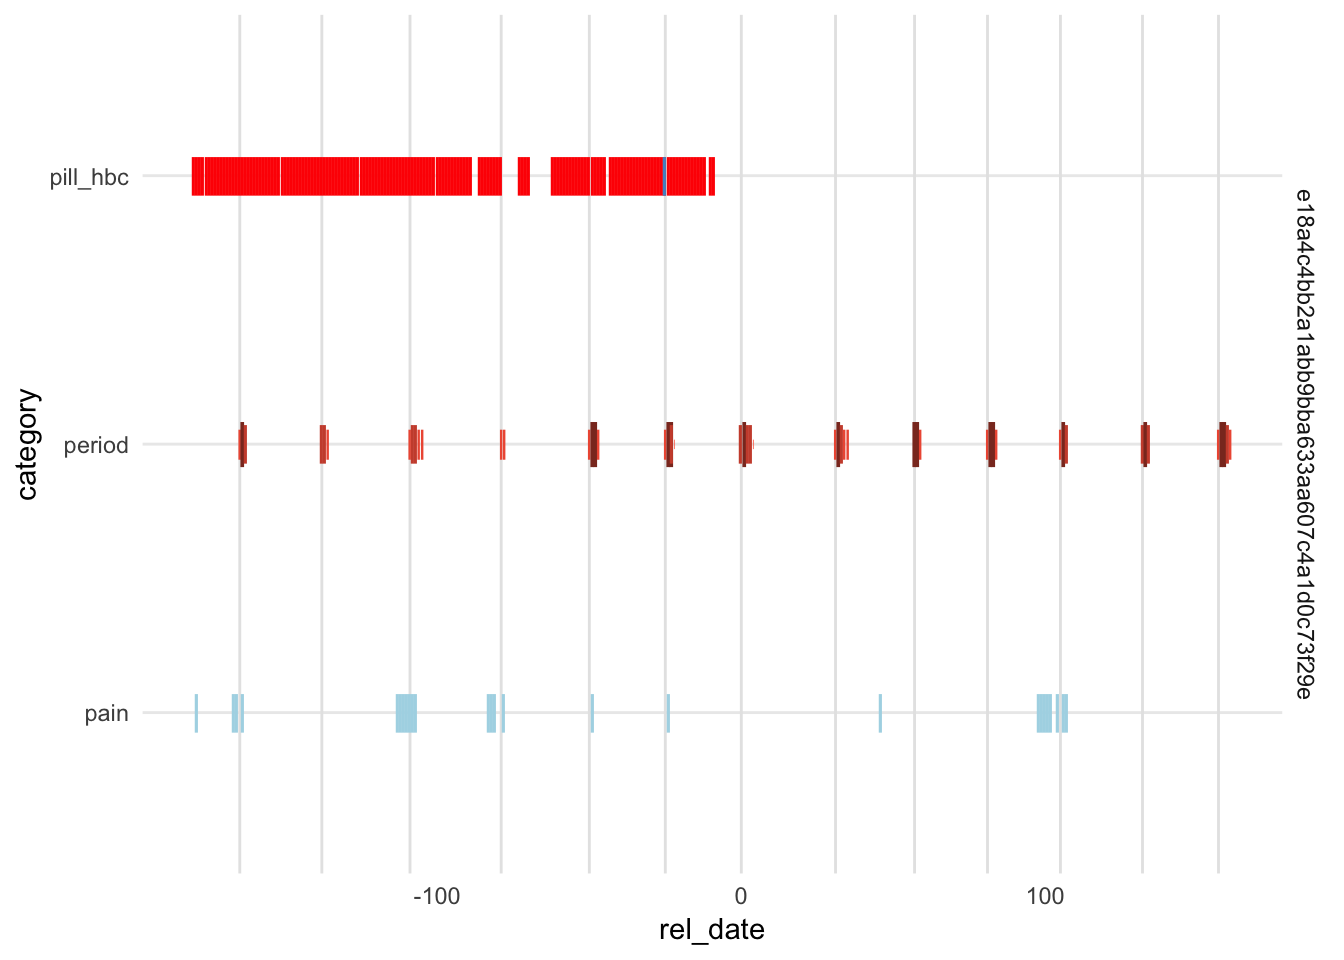 pill_hbc
period
pain
category
-100
0
100
rel_date
e18a4c4bb2a1abb9bba633aa607c4a1d0c73f29e